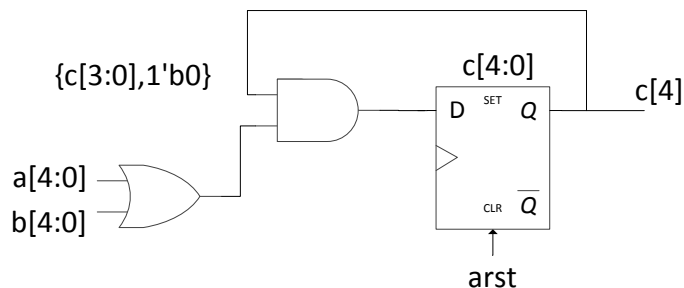 c[4:0]
{c[3:0],1'b0}
c[4]
D SET Q
a[4:0]
b[4:0]
CLR Q
arst